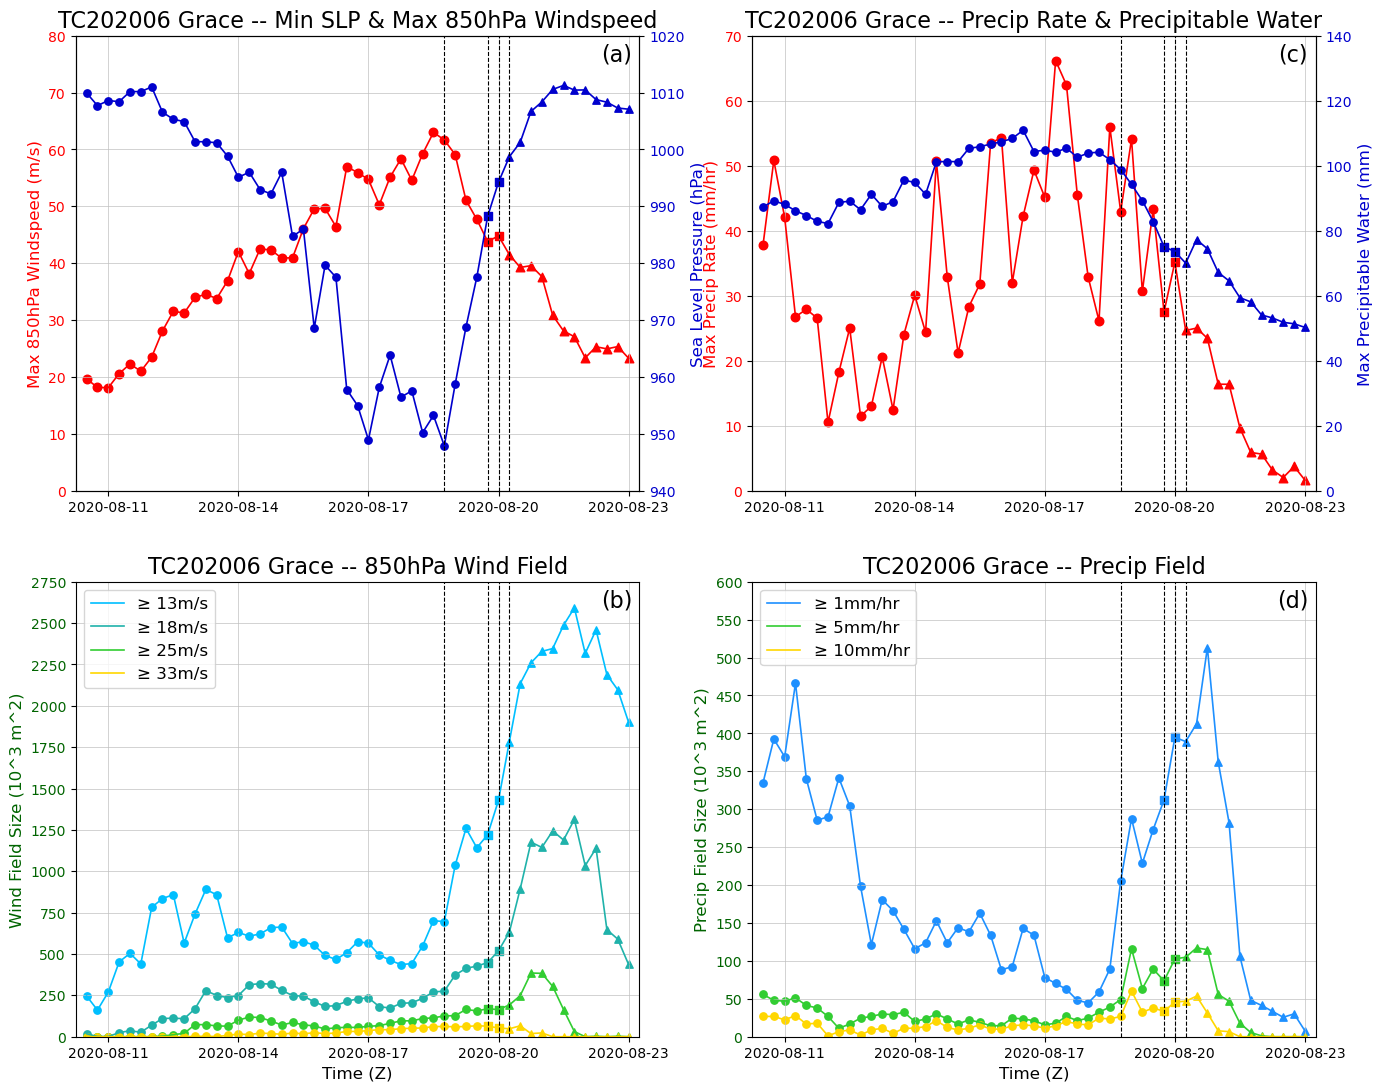 TC202006 Grace -- Min SLP & Max 850hPa Windspeed
(a)
80
70
60
50
40
30
20
10
0
Max 850hPa Windspeed (m/s)
1020
1010
1000
990
980
970
960
950
940
Sea Level Pressure (hPa)
2020-08-11 2020-08-14 2020-08-17 2020-08-20 2020-08-23
TC202006 Grace -- Precip Rate & Precipitable Water
(c)
70
60
50
40
30
20
10
0
Max Precip Rate (mm/hr)
140
120
100
80
60
40
20
0
Max Precipitable Water (mm)
2020-08-11 2020-08-14 2020-08-17 2020-08-20 2020-08-23
TC202006 Grace -- 850hPa Wind Field
(b)
≥ 13m/s
≥ 18m/s
≥ 25m/s
≥ 33m/s
2750
2500
2250
2000
1750
1500
1250
1000
750
500
250
0
Wind Field Size (10^3 m^2)
2020-08-11 2020-08-14 2020-08-17 2020-08-20 2020-08-23
Time (Z)
TC202006 Grace -- Precip Field
(d)
≥ 1mm/hr
≥ 5mm/hr
≥ 10mm/hr
600
550
500
450
400
350
300
250
200
150
100
50
0
Precip Field Size (10^3 m^2)
2020-08-11 2020-08-14 2020-08-17 2020-08-20 2020-08-23
Time (Z)